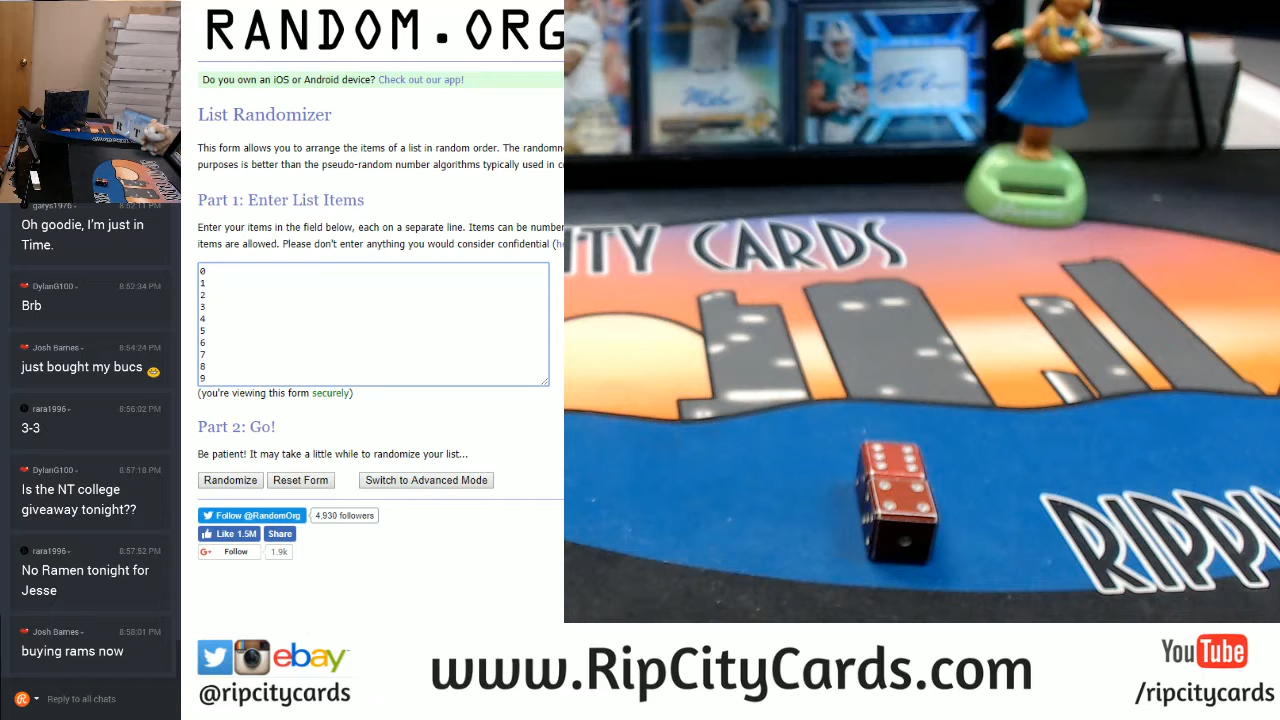 RANDOM.ORG
Do you own an iOS or Android device? Check out our app!
List Randomizer
This form allows you to arrange the items of a list in random order. The randomn
purposes is better than the pseudo-random number algorithms typically used in c
Part 1: Enter List Items
Enter your items in the field below, each on a separate line. Items can be number
items are allowed. Please don't enter anything you would consider confidential (h
0
1
2
3
4
5
6
7
8
9
(you're viewing this form securely)
Part 2: Go!
Be patient! It may take a little while to randomize your list...
Randomize Reset Form Switch to Advanced Mode
Follow @RandomOrg 4,930 followers
Like 1.5M Share
G+ Follow 1.9k
garys1976 8:52:11 PM
Oh goodie, I'm just in
Time.
DylanG100 8:52:34 PM
Brb
Josh Barnes 8:54:24 PM
just bought my bucs
rara1996 8:56:02 PM
3-3
DylanG100 8:57:18 PM
Is the NT college
giveaway tonight??
rara1996 8:57:52 PM
No Ramen tonight for
Jesse
Josh Barnes 8:58:01 PM
buying rams now
Reply to all chats
ITY CARDS
RIPPI
ebay
@ripcitycards
www.RipCityCards.com
YouTube
/ripcitycards